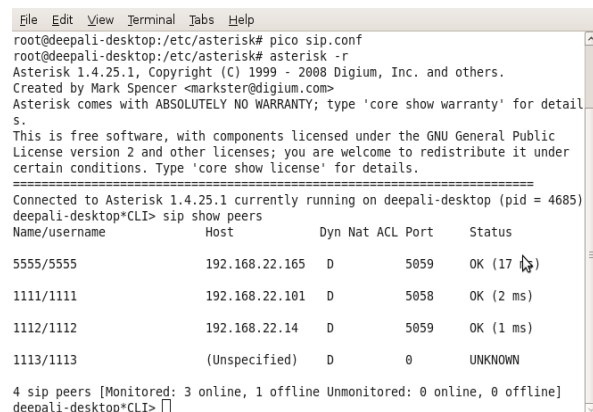 File Edit View Terminal Tabs Help
root@deepali-desktop:/etc/asterisk# pico sip.conf
root@deepali-desktop:/etc/asterisk# asterisk -r
Asterisk 1.4.25.1, Copyright (C) 1999 - 2008 Digium, Inc. and others.
Created by Mark Spencer <markster@digium.com>
Asterisk comes with ABSOLUTELY NO WARRANTY; type 'core show warranty' for detail
s.
This is free software, with components licensed under the GNU General Public
License version 2 and other licenses; you are welcome to redistribute it under
certain conditions. Type 'core show license' for details.
=========================================================================
Connected to Asterisk 1.4.25.1 currently running on deepali-desktop (pid = 4685)
deepali-desktop*CLI> sip show peers
Name/username Host Dyn Nat ACL Port Status
5555/5555 192.168.22.165 D 5059 OK (17 )
1111/1111 192.168.22.101 D 5058 OK (2 ms)
1112/1112 192.168.22.14 D 5059 OK (1 ms)
1113/1113 (Unspecified) D 0 UNKNOWN
4 sip peers [Monitored: 3 online, 1 offline Unmonitored: 0 online, 0 offline]
deepali-desktop*CLI>